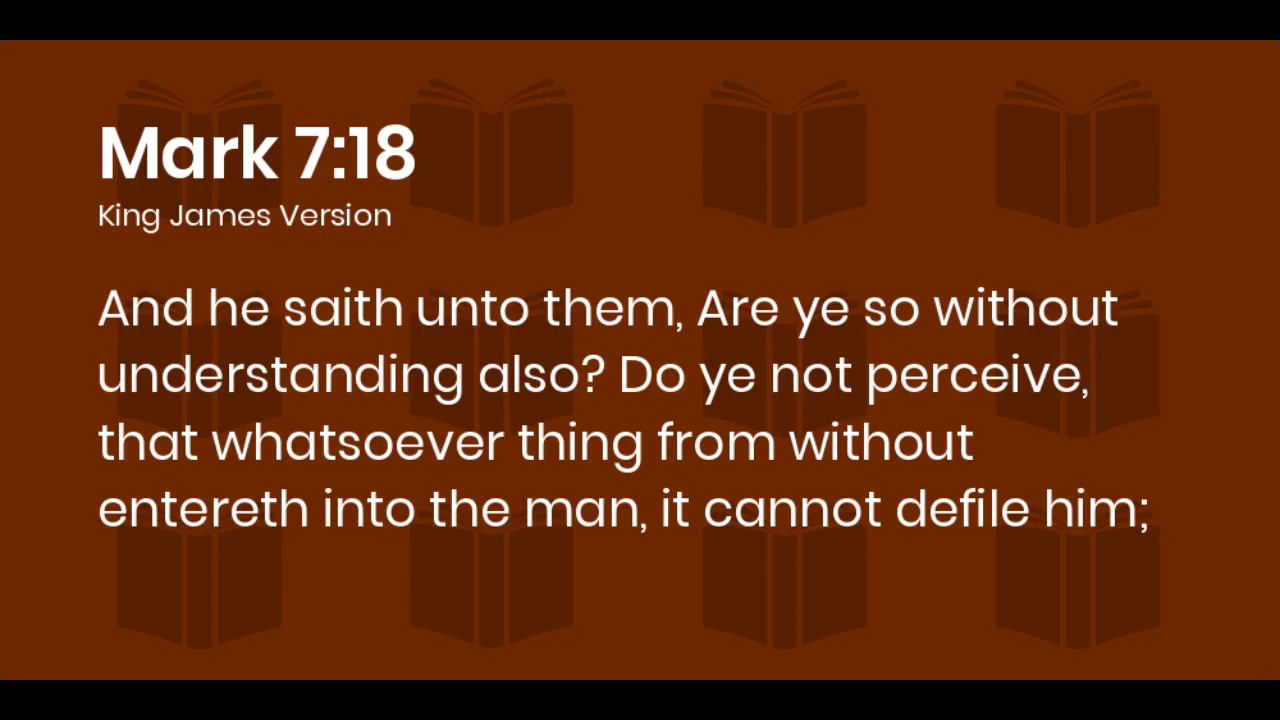 Mark 7:18
King James Version
And he saith unto them, Are ye so without
understanding also? Do ye not perceive,
that whatsoever thing from without
entereth into the man, it cannot defile him;